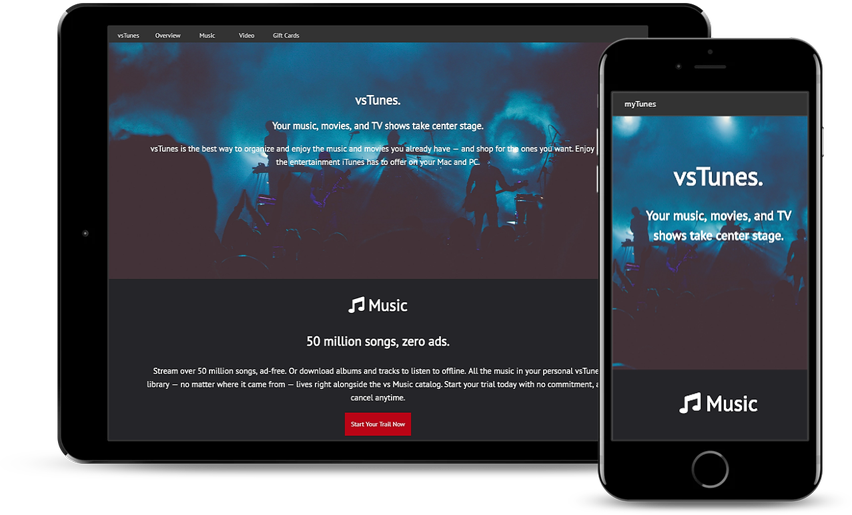 vsTunes Overview Music Video Gift Cards
vsTunes.
Your music, movies, and TV shows take center stage.
vsTunes is the best way to organize and enjoy the music and movies you already have — and shop for the ones you want. Enjoy
the entertainment iTunes has to offer on your Mac and PC.
Music
50 million songs, zero ads.
Stream over 50 million songs, ad-free. Or download albums and tracks to listen to offline. All the music in your personal vsTune
library — no matter where it came from — lives right alongside the vs Music catalog. Start your trial today with no commitment,
cancel anytime.
Start Your Trail Now
myTunes
vsTunes.
Your music, movies, and TV
shows take center stage.
Music